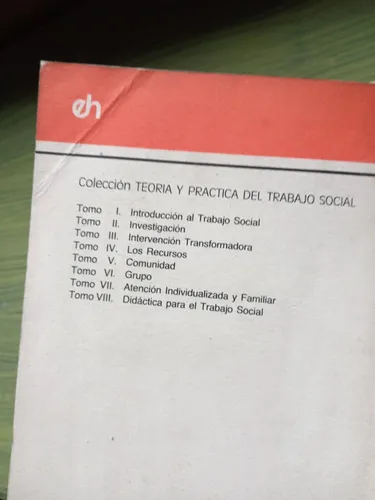 eh
Colección TEORIA Y PRACTICA DEL TRABAJO SOCIAL
Tomo I. Introducción al Trabajo Social
Tomo II. Investigación
Tomo III. Intervención Transformadora
Tomo IV. Los Recursos
Tomo V. Comunidad
Tomo VI. Grupo
Tomo VII. Atención Individualizada y Familiar
Tomo VIII. Didáctica para el Trabajo Social